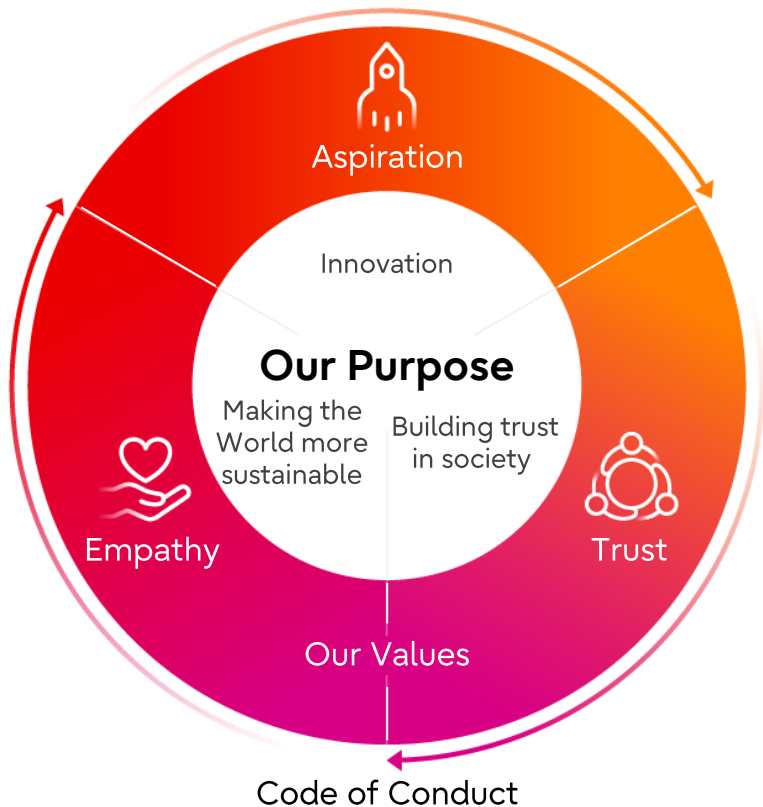 Aspiration
Innovation
Our Purpose
Making the
World more
sustainable
Building trust
in society
Empathy
Trust
Our Values
Code of Conduct